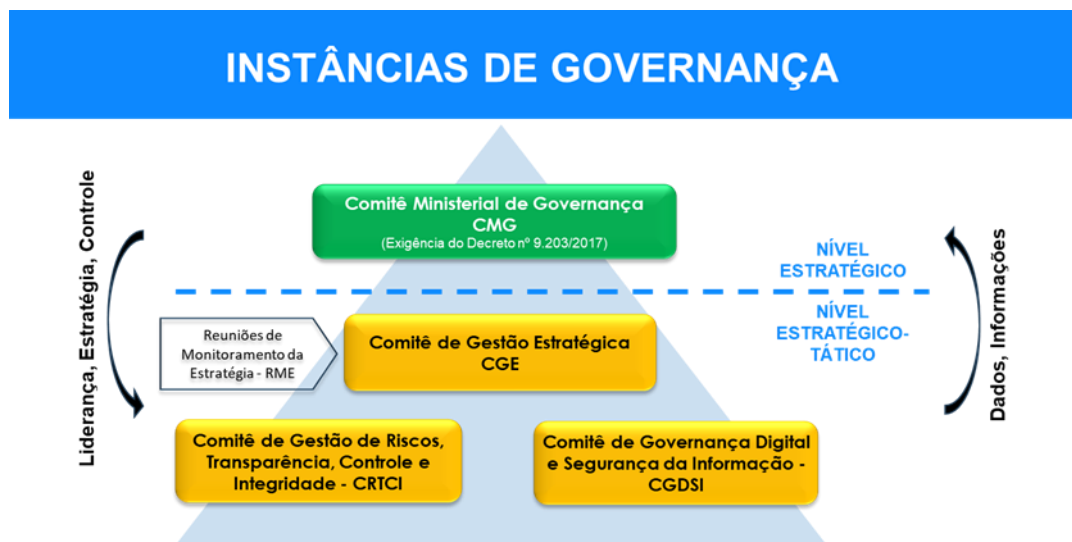 INSTÂNCIAS DE GOVERNANÇA
Liderança, Estratégia, Controle
Comitê Ministerial de Governança
CMG
(Exigência do Decreto nº 9.203/2017)
NÍVEL
ESTRATÉGICO
NÍVEL
ESTRATÉGICO-
TÁTICO
Dados, Informações
Reuniões de
Monitoramento da
Estratégia - RME
Comitê de Gestão Estratégica
CGE
Comitê de Gestão de Riscos,
Transparência, Controle e
Integridade - CRTCI
Comitê de Governança Digital
e Segurança da Informação -
CGDSI